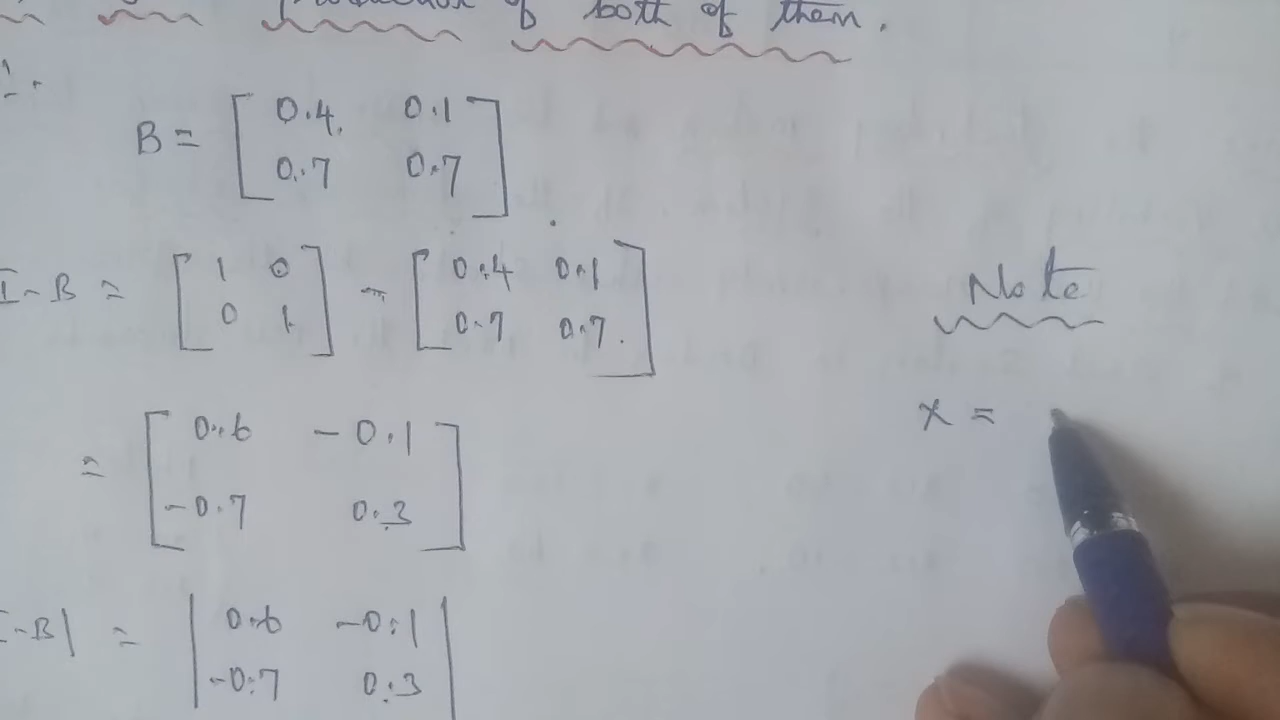 of both of them.
B = [ 0.4 0.1
0.7 0.7 ]
I - B = [ 1 0
0 1 ] - [ 0.4 0.1
0.7 0.7 ]
= [ 0.6 -0.1
-0.7 0.3 ]
I-B| = | 0.6 -0.1
-0.7 0.3 |
Note
x =